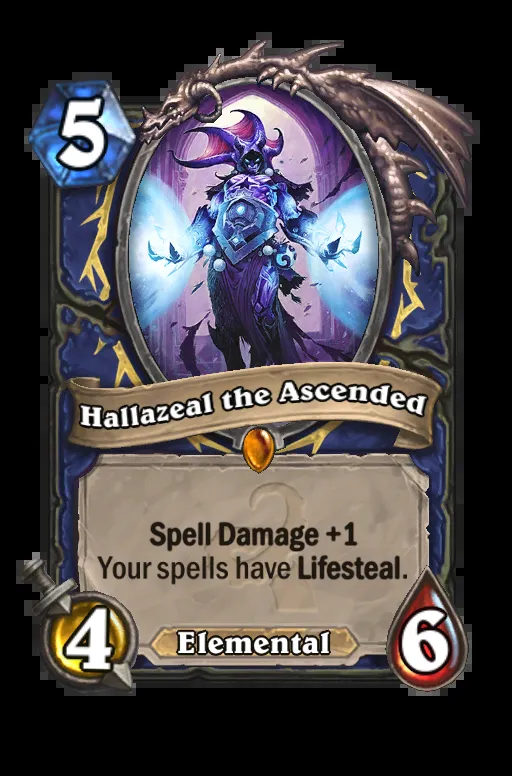 5
Hallazeal the Ascended
Spell Damage +1
Your spells have Lifesteal.
4
Elemental
6